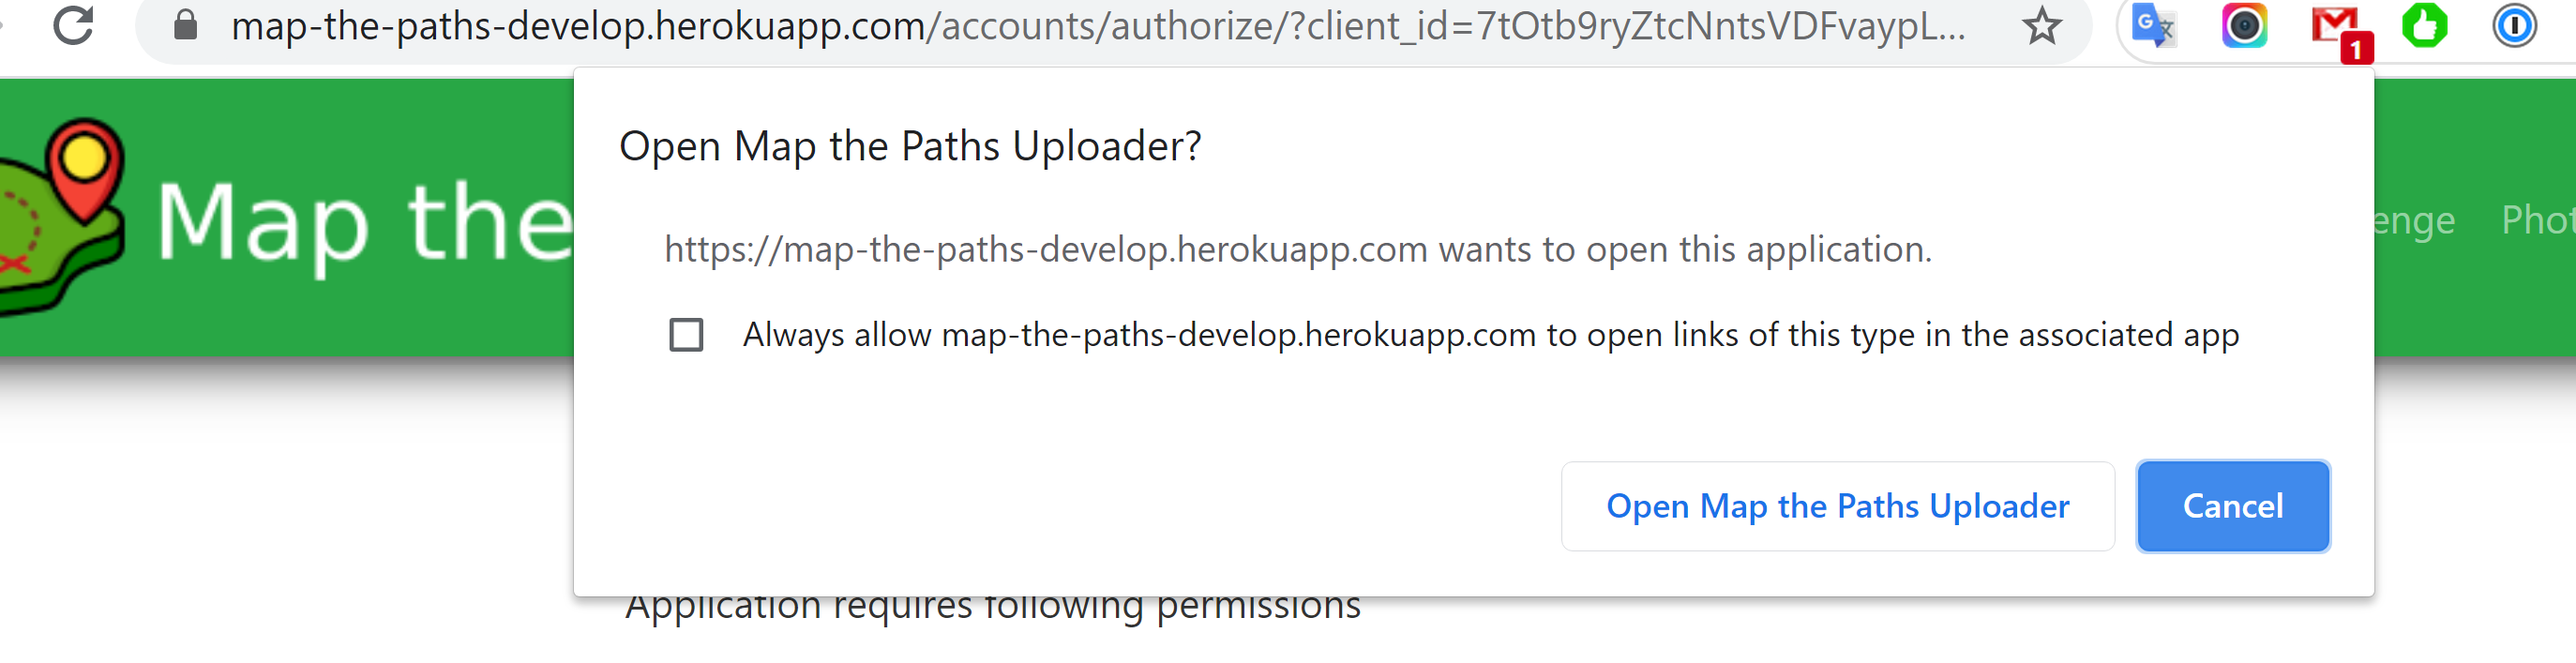 map-the-paths-develop.herokuapp.com/accounts/authorize/?client_id=7tOtb9ryZtcNntsVDFvaypL...
1
Open Map the Paths Uploader?
Map the
enge Phot
https://map-the-paths-develop.herokuapp.com wants to open this application.
Always allow map-the-paths-develop.herokuapp.com to open links of this type in the associated app
Open Map the Paths Uploader Cancel
Application requires following permissions